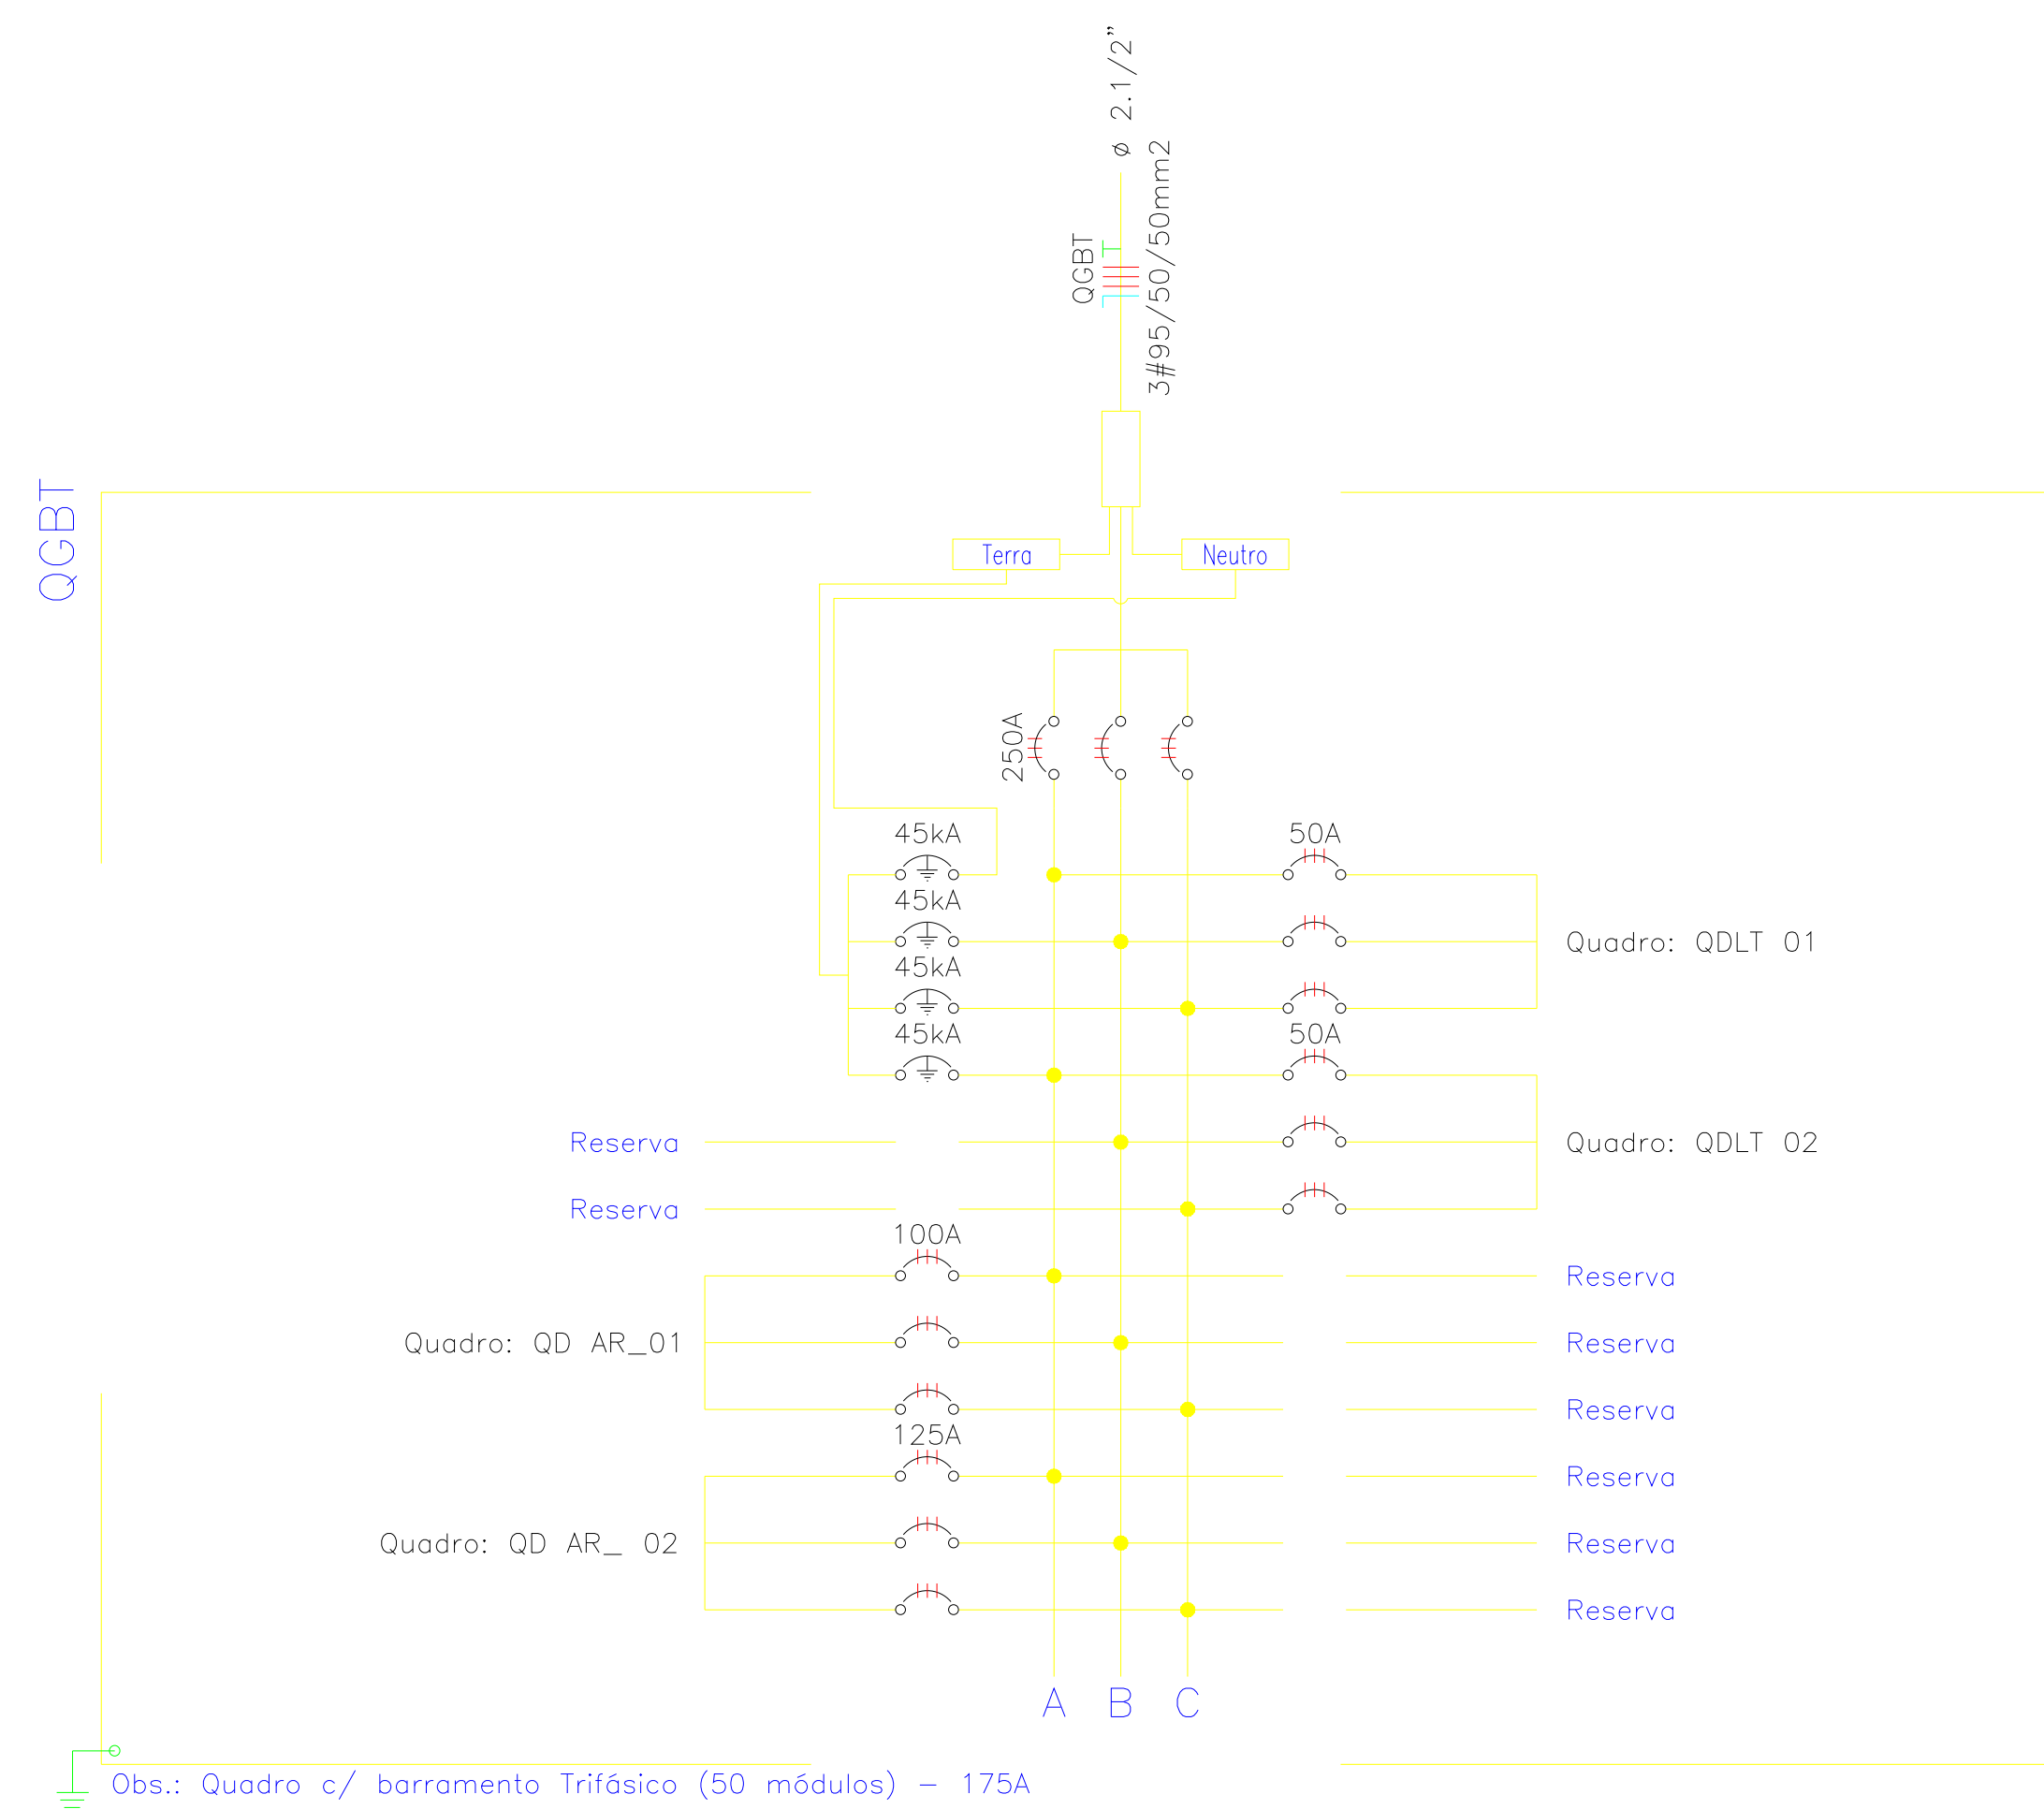 ø 2.1/2"
3#95/50/50mm2
QGBT
QGBT
Terra
Neutro
250A
45kA
50A
45kA
Quadro: QDLT 01
45kA
45kA
50A
Reserva
Quadro: QDLT 02
Reserva
100A
Reserva
Quadro: QD AR_01
Reserva
Reserva
125A
Reserva
Quadro: QD AR_ 02
Reserva
Reserva
A B C
Obs.: Quadro c/ barramento Trifásico (50 módulos) – 175A